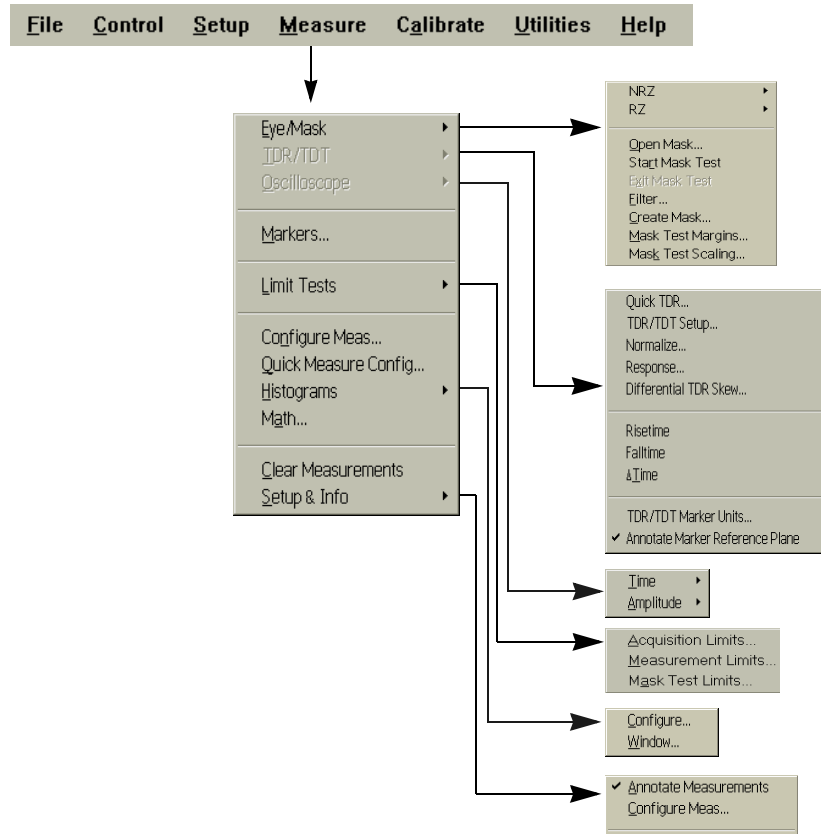 File Control Setup Measure Calibrate Utilities Help
Eye/Mask
TDR/TDT
Oscilloscope
Markers...
Limit Tests
Configure Meas...
Quick Measure Config...
Histograms
Math...
Clear Measurements
Setup & Info
NRZ
RZ
Open Mask...
Start Mask Test
Exit Mask Test
Filter...
Create Mask...
Mask Test Margins...
Mask Test Scaling...
Quick TDR...
TDR/TDT Setup...
Normalize...
Response...
Differential TDR Skew...
Risetime
Falltime
ΔTime
TDR/TDT Marker Units...
✓ Annotate Marker Reference Plane
Time
Amplitude
Acquisition Limits...
Measurement Limits...
Mask Test Limits...
Configure...
Window...
✓ Annotate Measurements
Configure Meas...